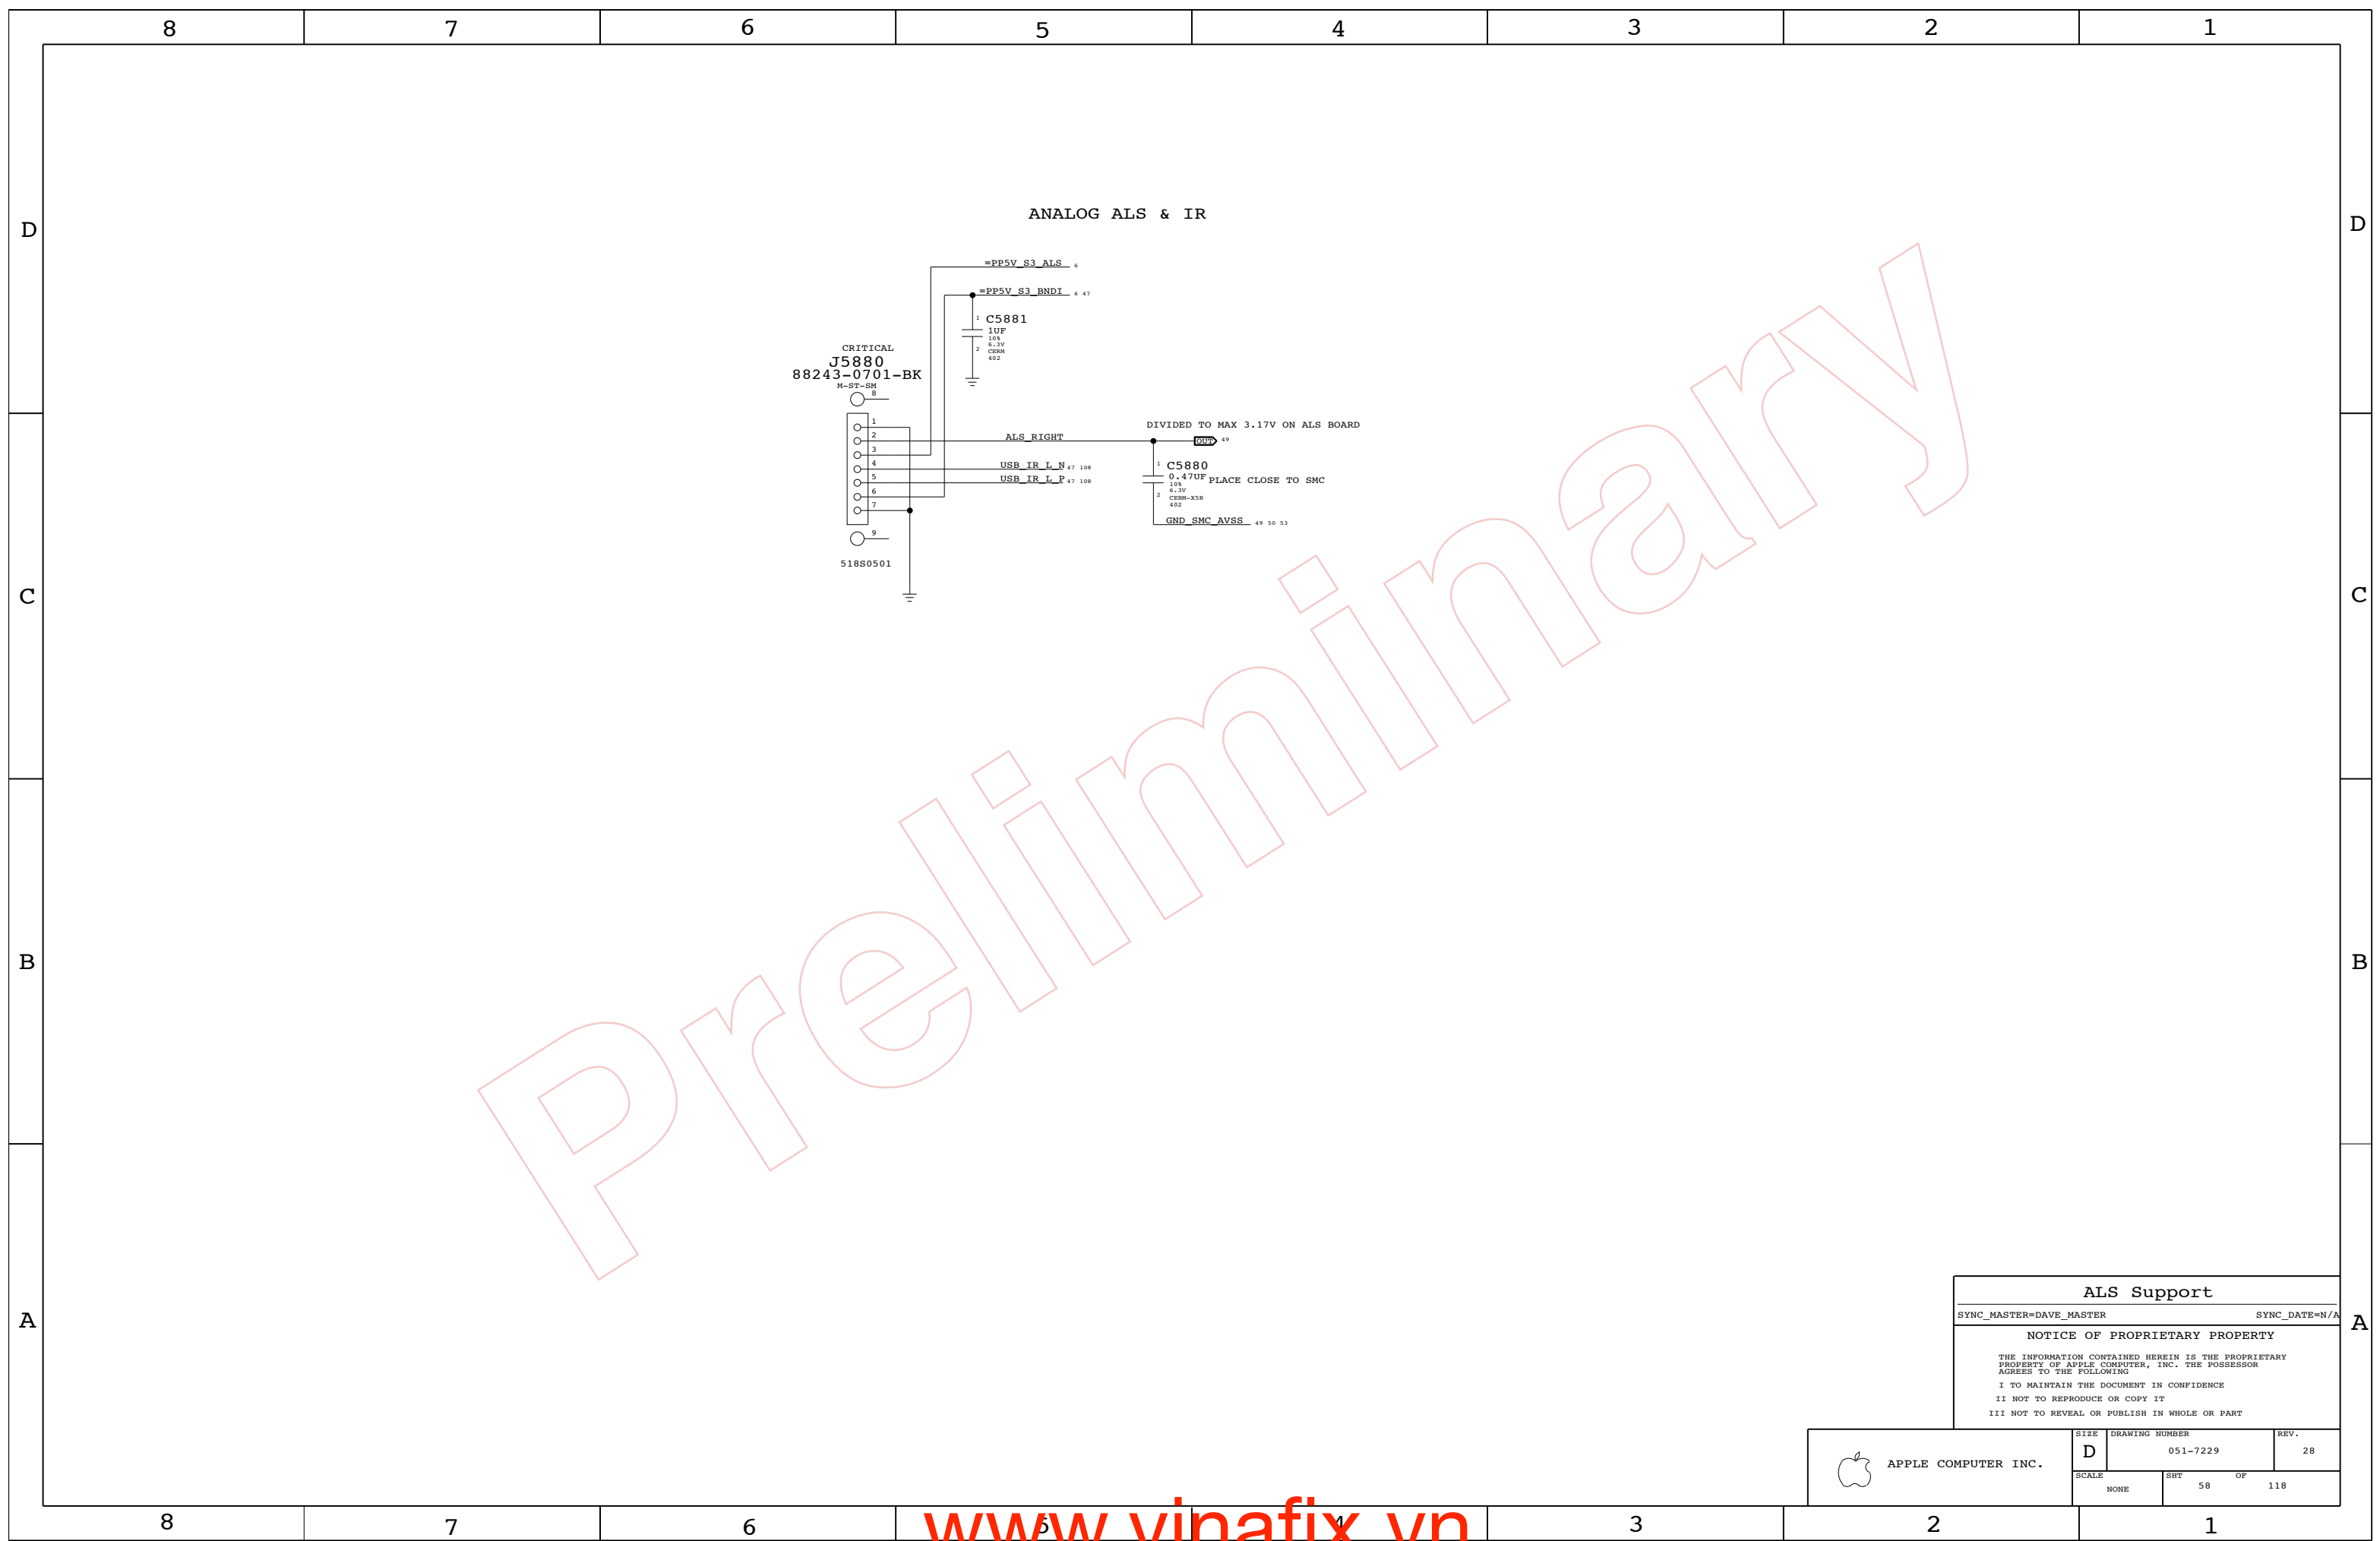 8 7 6 5 4 3 2 1
D
D
ANALOG ALS & IR
=PP5V_S3_ALS 6
=PP5V_S3_BNDI 6 47
1 C5881
1UF
10%
6.3V
2 CERM
402
CRITICAL
J5880
88243-0701-BK
M-ST-SM
8
1
2
3
4
5
6
7
9
518S0501
ALS_RIGHT
USB_IR_L_N 47 108
USB_IR_L_P 47 108
DIVIDED TO MAX 3.17V ON ALS BOARD
OUT 49
1 C5880
0.47UF PLACE CLOSE TO SMC
10%
6.3V
2 CERM-X5R
402
GND_SMC_AVSS 49 50 53
C
C
Preliminary
B
B
A
A
ALS Support
SYNC_MASTER=DAVE_MASTER SYNC_DATE=N/A
NOTICE OF PROPRIETARY PROPERTY
THE INFORMATION CONTAINED HEREIN IS THE PROPRIETARY
PROPERTY OF APPLE COMPUTER, INC. THE POSSESSOR
AGREES TO THE FOLLOWING
I TO MAINTAIN THE DOCUMENT IN CONFIDENCE
II NOT TO REPRODUCE OR COPY IT
III NOT TO REVEAL OR PUBLISH IN WHOLE OR PART
APPLE COMPUTER INC.
SIZE DRAWING NUMBER REV.
D 051-7229 28
SCALE SHT OF
NONE 58 118
8 7 6 5 4 3 2 1
www.vinafix.vn